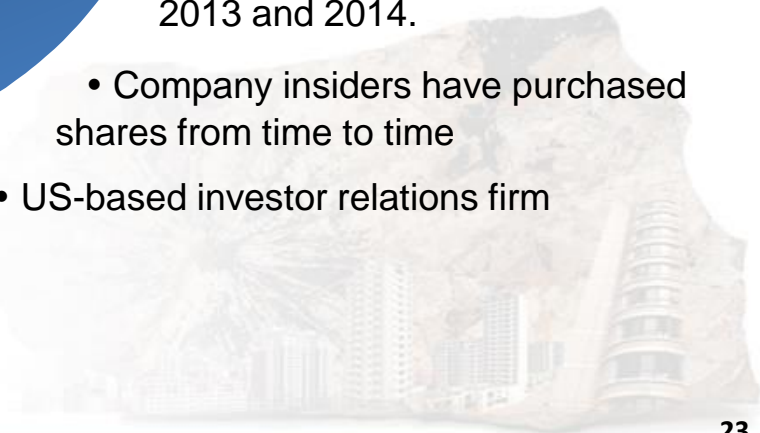 2013 and 2014.
• Company insiders have purchased
shares from time to time
• US-based investor relations firm
23